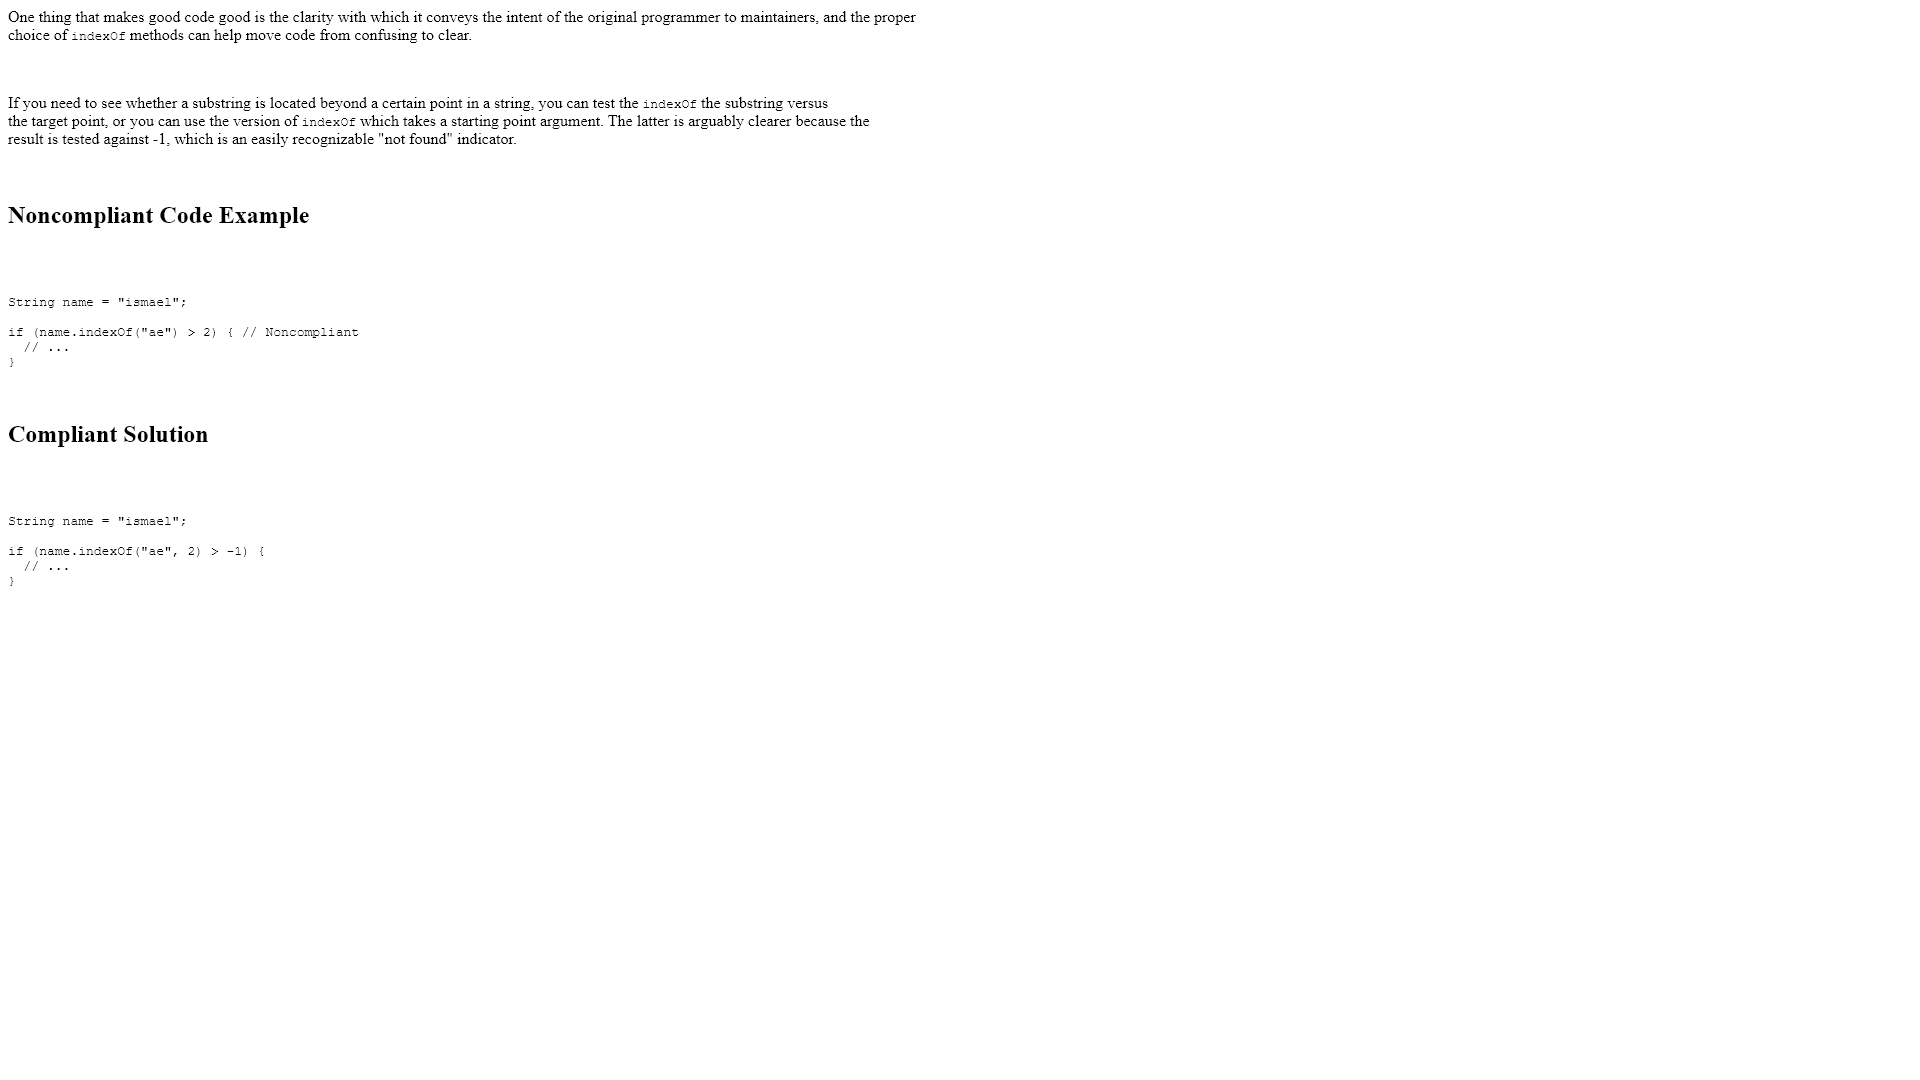 One thing that makes good code good is the clarity with which it conveys the intent of the original programmer to maintainers, and the proper
choice of indexOf methods can help move code from confusing to clear.
If you need to see whether a substring is located beyond a certain point in a string, you can test the indexOf the substring versus
the target point, or you can use the version of indexOf which takes a starting point argument. The latter is arguably clearer because the
result is tested against -1, which is an easily recognizable "not found" indicator.
Noncompliant Code Example
String name = "ismael";
if (name.indexOf("ae") > 2) { // Noncompliant
  // ...
}
Compliant Solution
String name = "ismael";
if (name.indexOf("ae", 2) > -1) {
  // ...
}